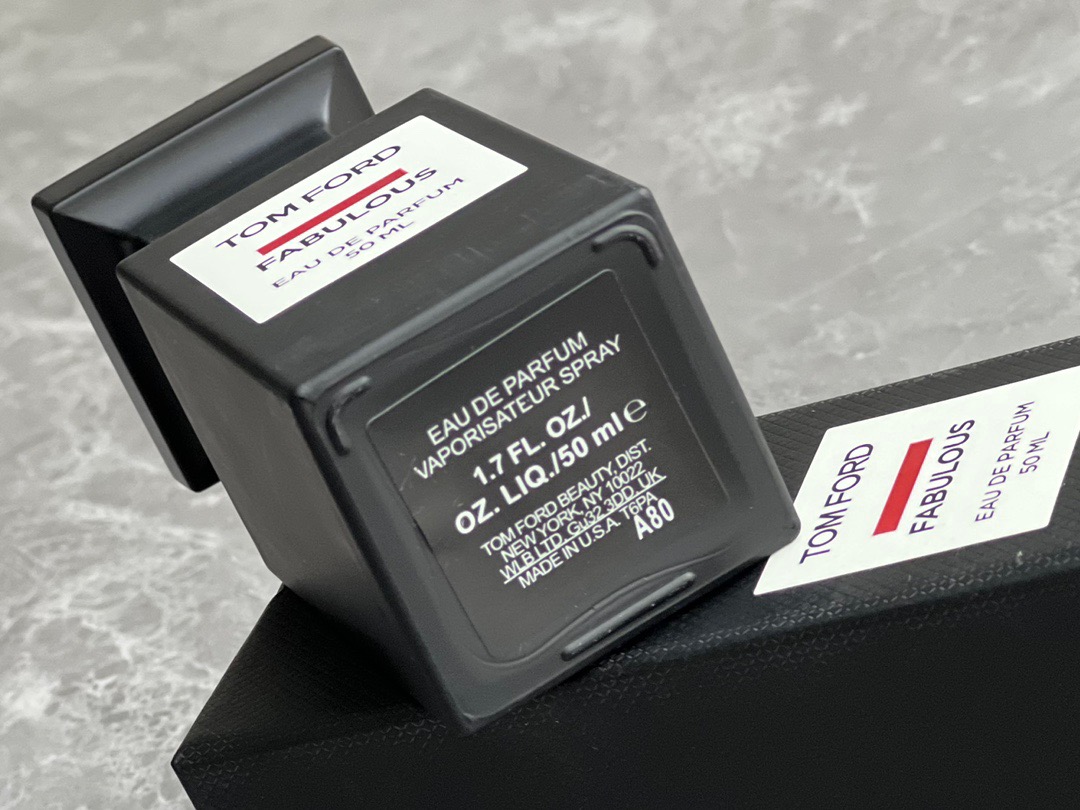 TOM FORD
FABULOUS
EAU DE PARFUM
50 ML
EAU DE PARFUM
VAPORISATEUR SPRAY
1.7 FL. OZ./
OZ. LIQ./50 ml ℮
TOM FORD BEAUTY, DIST.
NEW YORK, NY 10022
WLB LTD. Gu32 3DD UK
MADE IN U.S.A. T6PA
A80
TOM FORD
FABULOUS
EAU DE PARFUM
50 ML